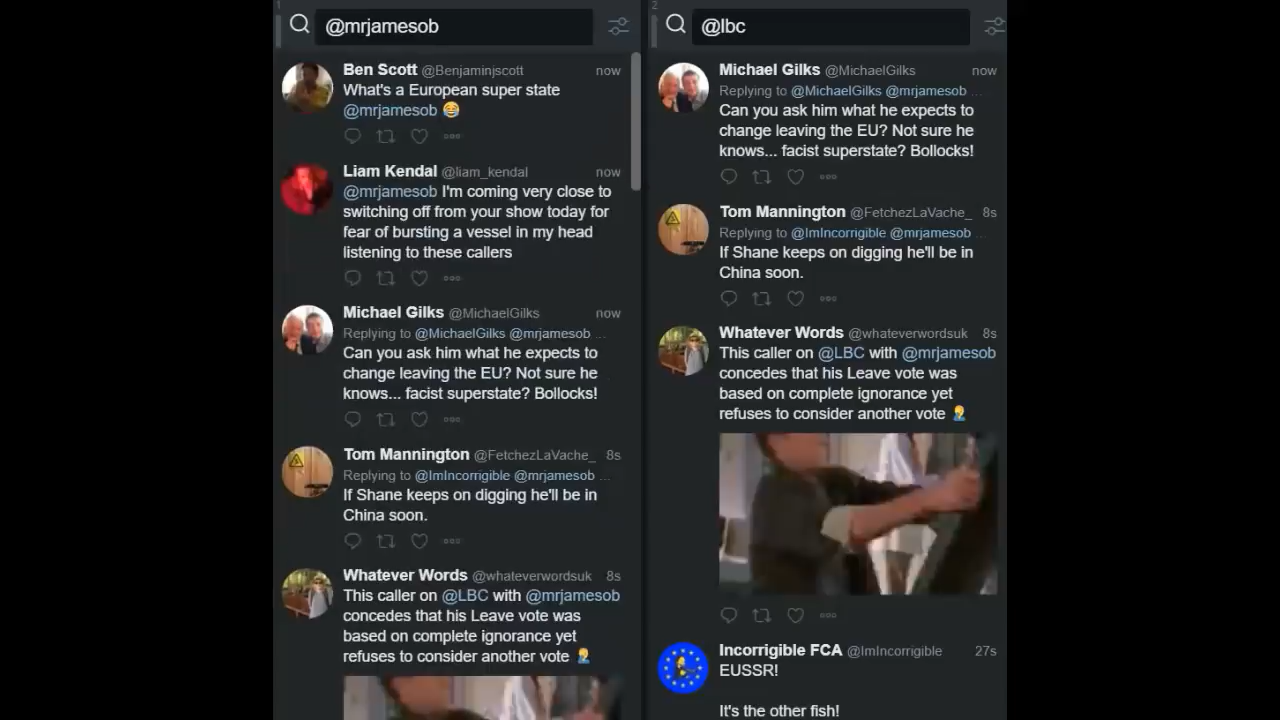 1
@mrjamesob
Ben Scott @Benjaminjscott now
What's a European super state
@mrjamesob 😂
Liam Kendal @liam_kendal now
@mrjamesob I'm coming very close to
switching off from your show today for
fear of bursting a vessel in my head
listening to these callers
Michael Gilks @MichaelGilks now
Replying to @MichaelGilks @mrjamesob ...
Can you ask him what he expects to
change leaving the EU? Not sure he
knows... facist superstate? Bollocks!
Tom Mannington @FetchezLaVache_ 8s
Replying to @ImIncorrigible @mrjamesob ...
If Shane keeps on digging he'll be in
China soon.
Whatever Words @whateverwordsuk 8s
This caller on @LBC with @mrjamesob
concedes that his Leave vote was
based on complete ignorance yet
refuses to consider another vote 🤦‍♂️
2
@lbc
Michael Gilks @MichaelGilks now
Replying to @MichaelGilks @mrjamesob ...
Can you ask him what he expects to
change leaving the EU? Not sure he
knows... facist superstate? Bollocks!
Tom Mannington @FetchezLaVache_ 8s
Replying to @ImIncorrigible @mrjamesob ...
If Shane keeps on digging he'll be in
China soon.
Whatever Words @whateverwordsuk 8s
This caller on @LBC with @mrjamesob
concedes that his Leave vote was
based on complete ignorance yet
refuses to consider another vote 🤦‍♂️
Incorrigible FCA @ImIncorrigible 27s
EUSSR!
It's the other fish!